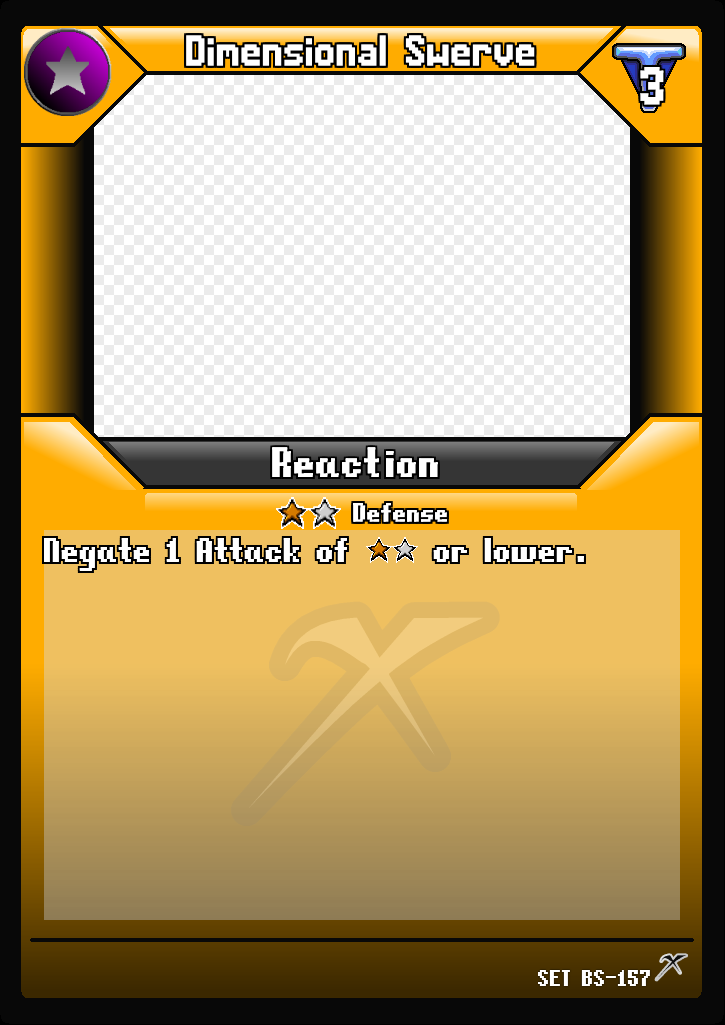 Dimensional Swerve
3
Reaction
★★ Defense
Negate 1 Attack of ★★ or lower.
SET BS-157